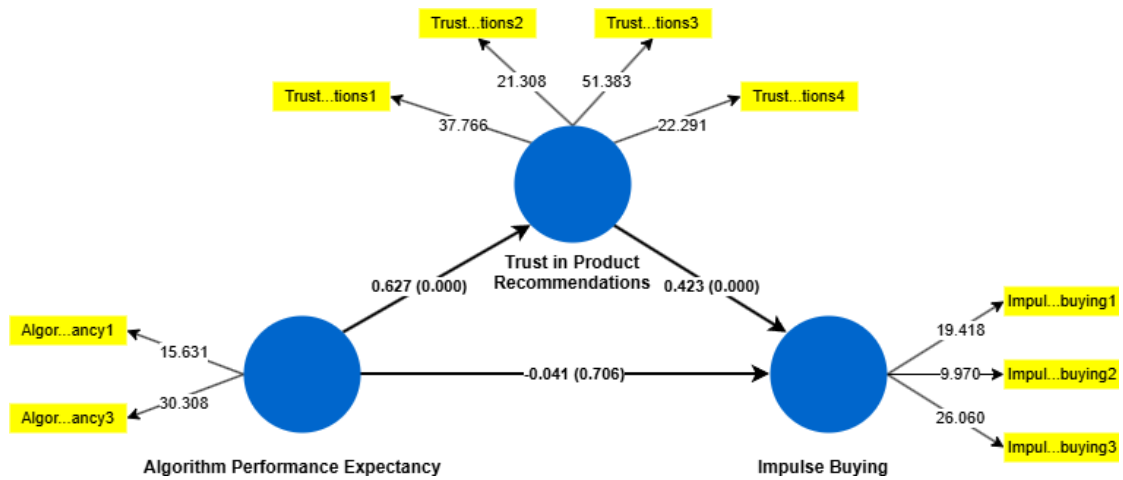 Trust...tions2
Trust...tions3
21.308
51.383
Trust...tions1
Trust...tions4
37.766
22.291
Trust in Product
Recommendations
0.627 (0.000)
0.423 (0.000)
Algor...ancy1
15.631
Algor...ancy3
30.308
-0.041 (0.706)
Impul...buying1
19.418
Impul...buying2
9.970
Impul...buying3
26.060
Algorithm Performance Expectancy
Impulse Buying